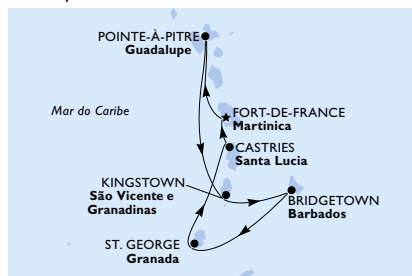 POINTE-À-PITRE
Guadalupe
Mar do Caribe
FORT-DE-FRANCE
Martinica
CASTRIES
Santa Lucia
KINGSTOWN
São Vicente e
Granadinas
BRIDGETOWN
Barbados
ST. GEORGE
Granada